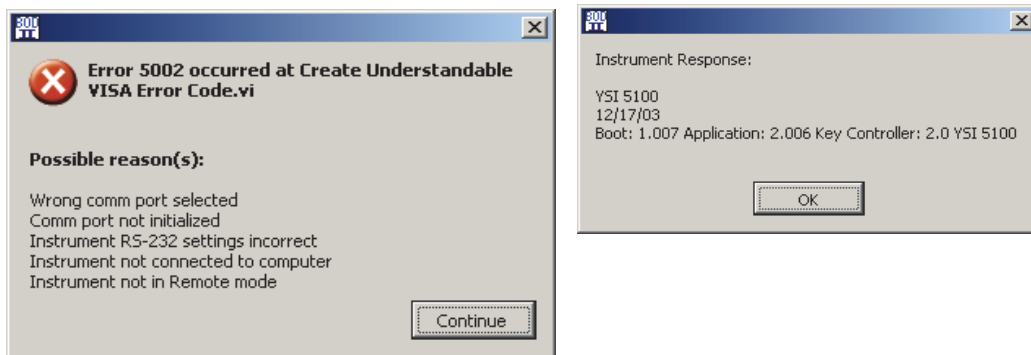 Error 5002 occurred at Create Understandable
VISA Error Code.vi
Possible reason(s):
Wrong comm port selected
Comm port not initialized
Instrument RS-232 settings incorrect
Instrument not connected to computer
Instrument not in Remote mode
Continue
Instrument Response:
YSI 5100
12/17/03
Boot: 1.007 Application: 2.006 Key Controller: 2.0 YSI 5100
OK